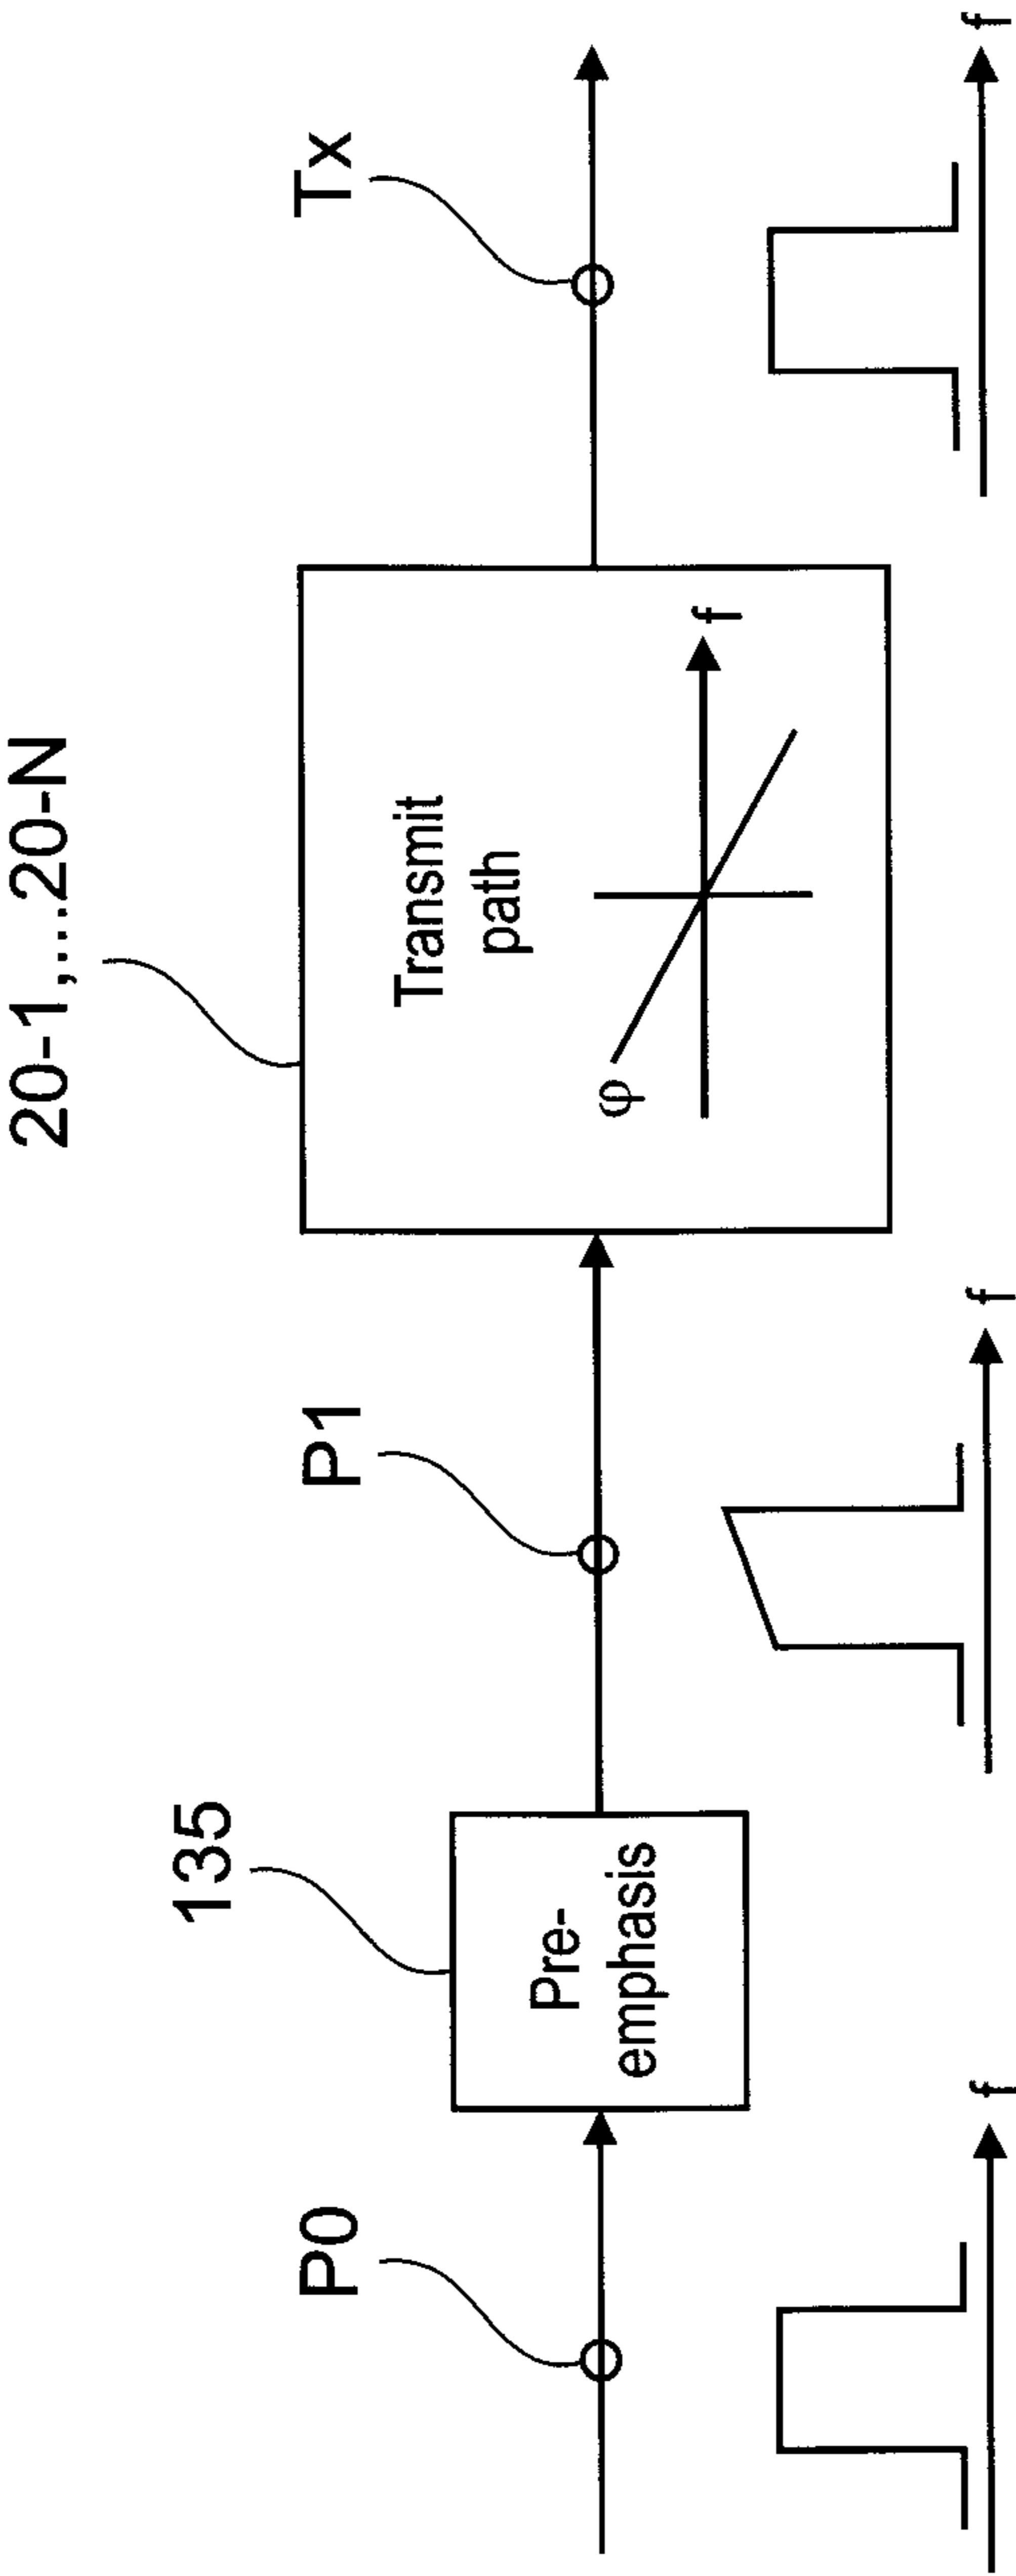 20-1,...20-N
135
P0
P1
Tx
Pre-
emphasis
Transmit
path
φ
f
f
f
f